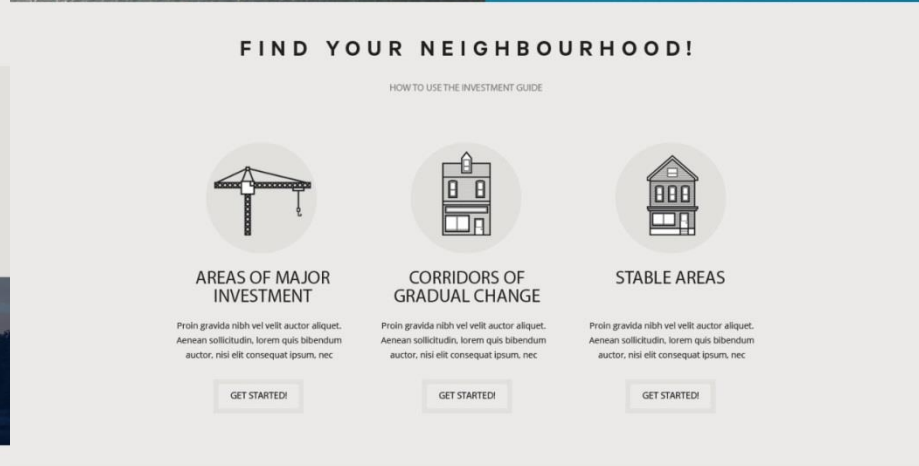 FIND YOUR NEIGHBOURHOOD!
HOW TO USE THE INVESTMENT GUIDE
AREAS OF MAJOR
INVESTMENT
Proin gravida nibh vel velit auctor aliquet.
Aenean sollicitudin, lorem quis bibendum
auctor, nisi elit consequat ipsum, nec
GET STARTED!
CORRIDORS OF
GRADUAL CHANGE
Proin gravida nibh vel velit auctor aliquet.
Aenean sollicitudin, lorem quis bibendum
auctor, nisi elit consequat ipsum, nec
GET STARTED!
STABLE AREAS
Proin gravida nibh vel velit auctor aliquet.
Aenean sollicitudin, lorem quis bibendum
auctor, nisi elit consequat ipsum, nec
GET STARTED!